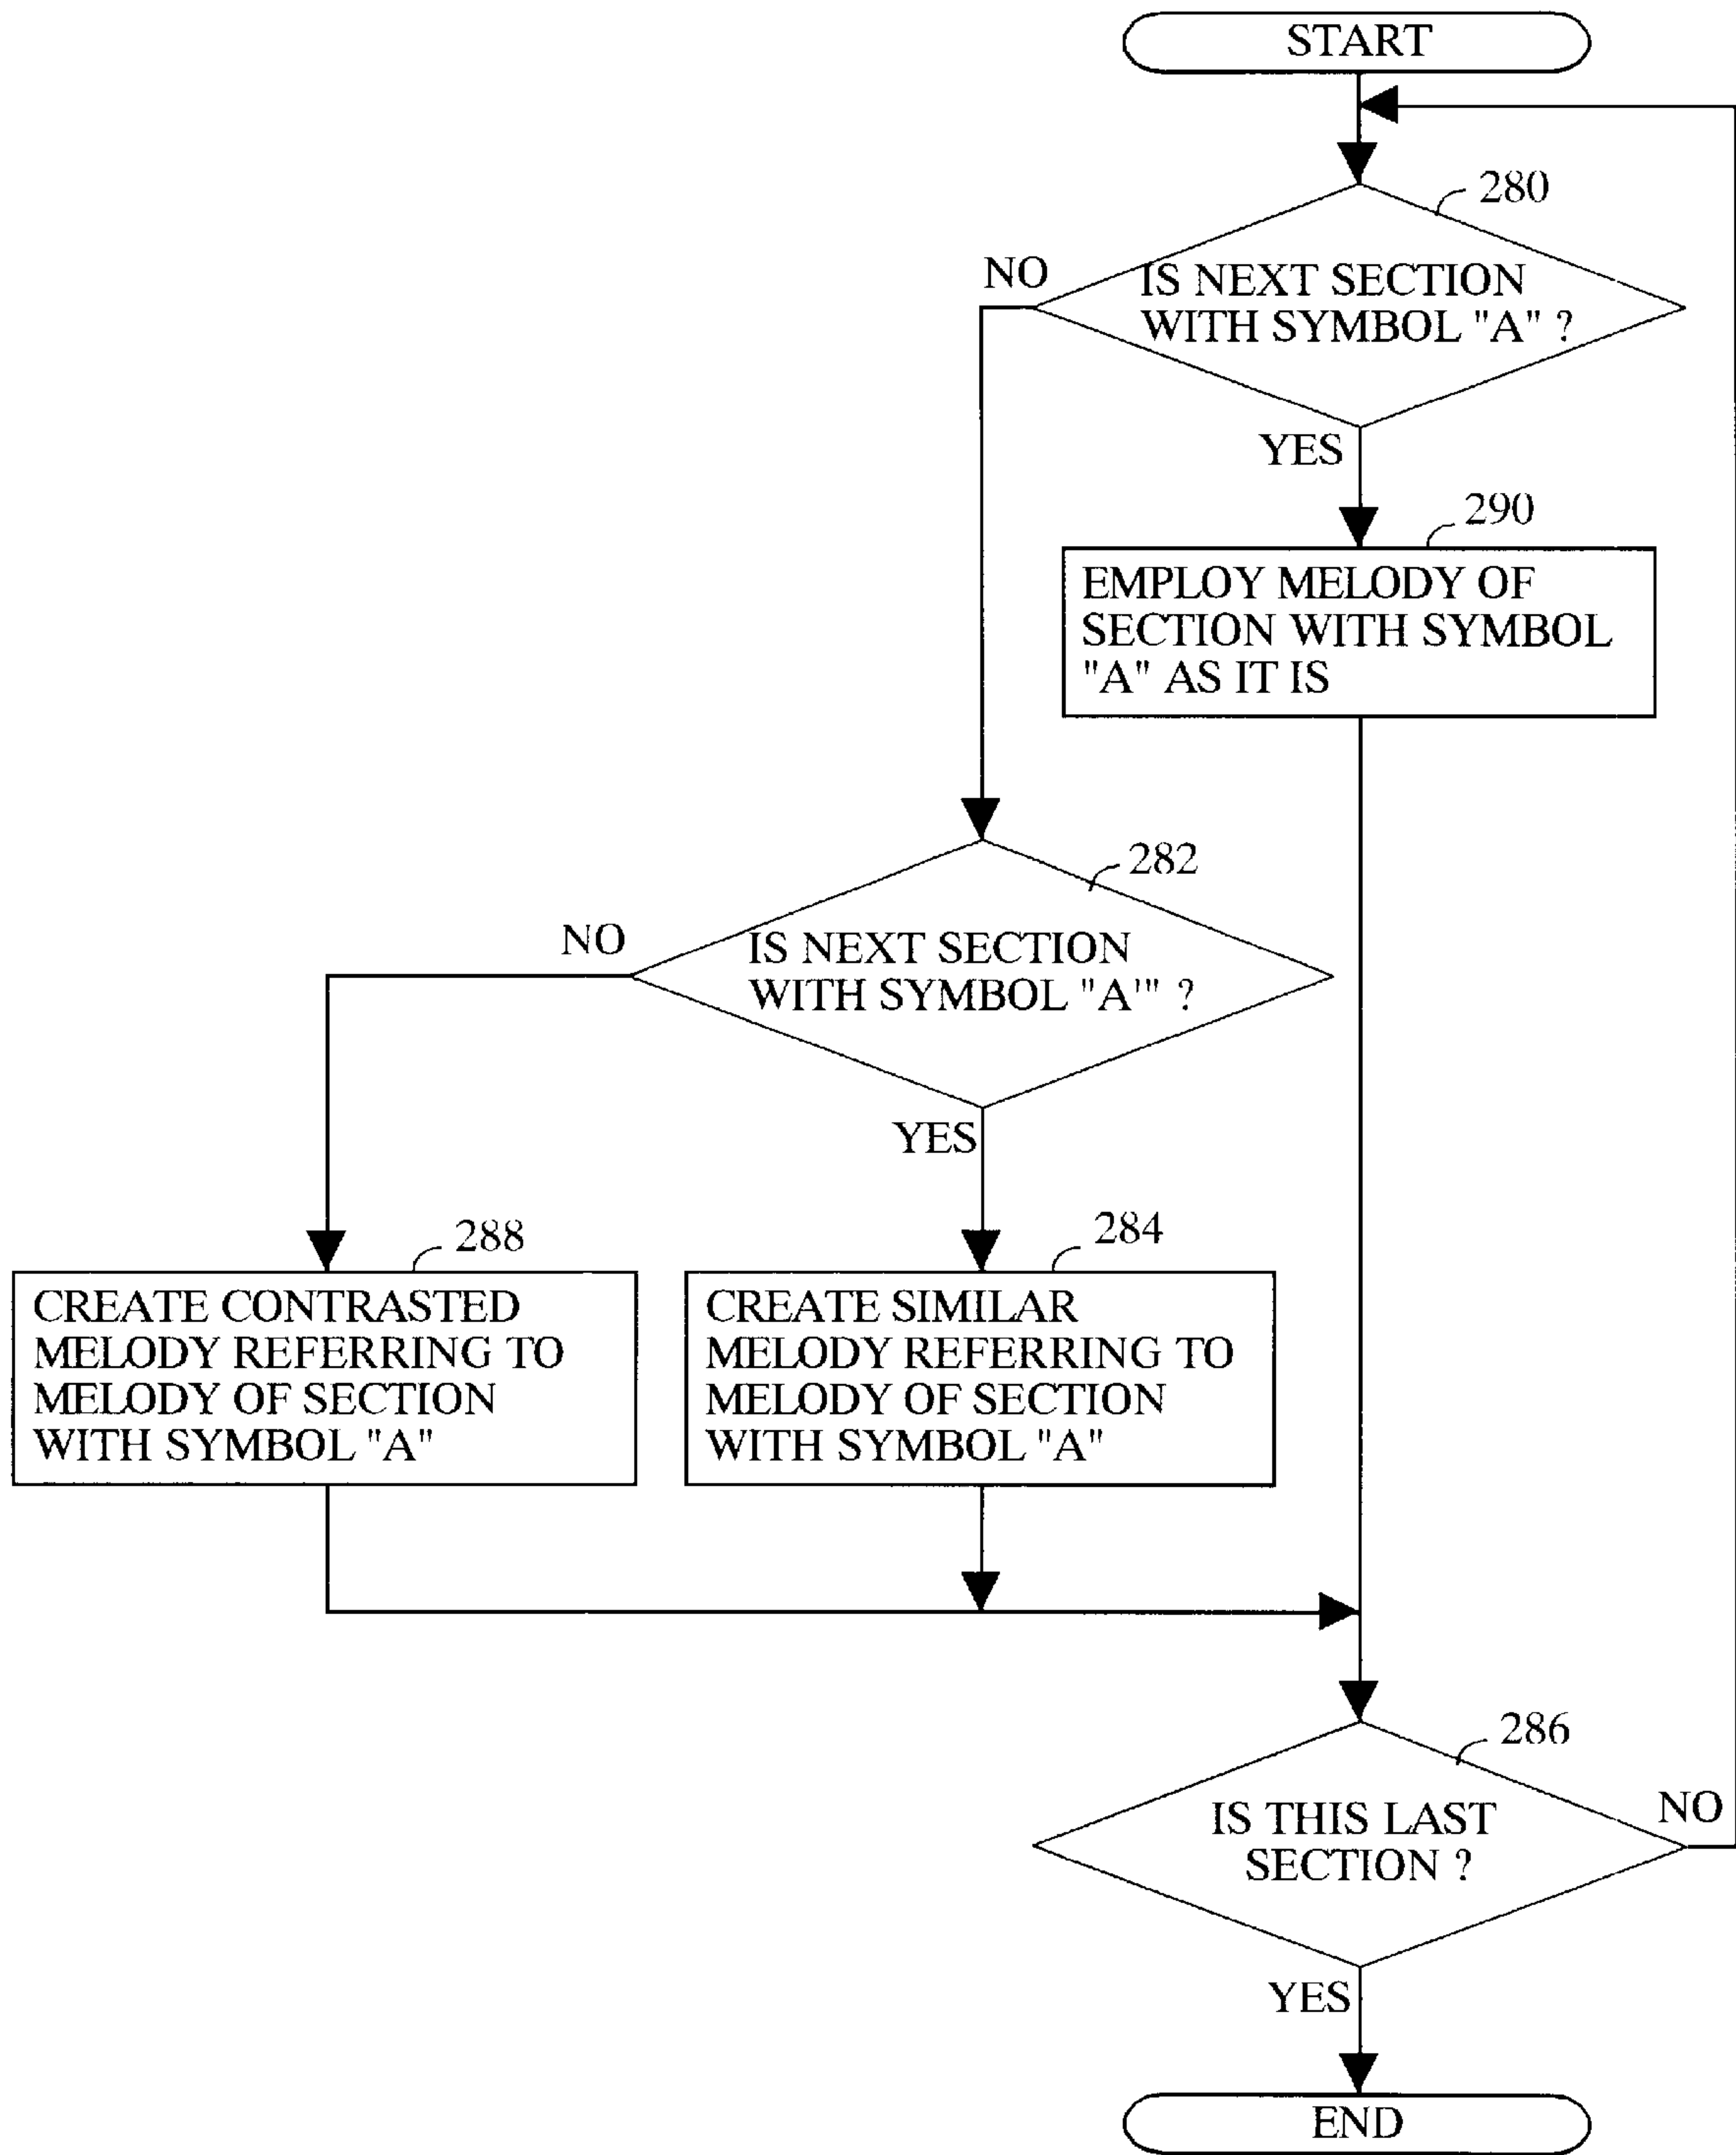 START
280
NO
IS NEXT SECTION
WITH SYMBOL "A" ?
YES
290
EMPLOY MELODY OF
SECTION WITH SYMBOL
"A" AS IT IS
282
NO
IS NEXT SECTION
WITH SYMBOL "A'" ?
YES
288
CREATE CONTRASTED
MELODY REFERRING TO
MELODY OF SECTION
WITH SYMBOL "A"
284
CREATE SIMILAR
MELODY REFERRING TO
MELODY OF SECTION
WITH SYMBOL "A"
286
IS THIS LAST
SECTION ?
NO
YES
END